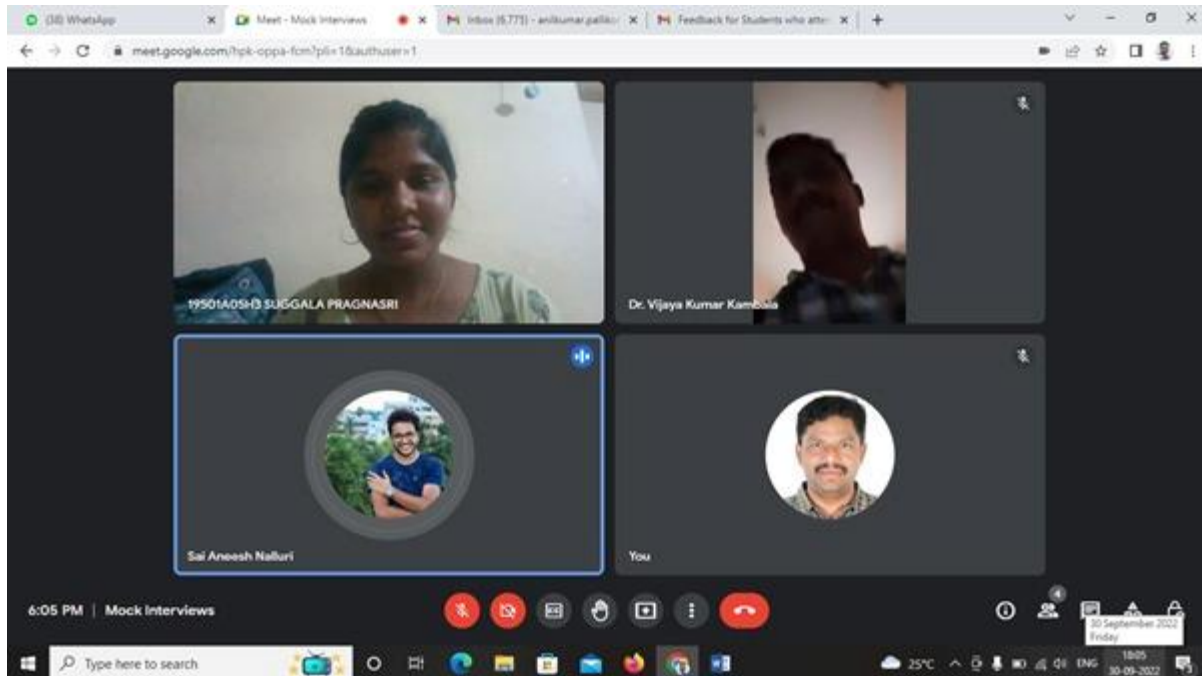 (38) WhatsApp
Meet - Mock Interviews
Inbox (6,775) - anilkumar.pallik
Feedback for Students who atte
meet.google.com/hpk-oppa-fcm?pli=1&authuser=1
19501A05H3 SUGGALA PRAGNASRI
Dr. Vijaya Kumar Kambala
Sai Aneesh Nalluri
You
6:05 PM | Mock Interviews
4
30 September 2022
Friday
Type here to search
25°C
ENG
18:05
30-09-2022